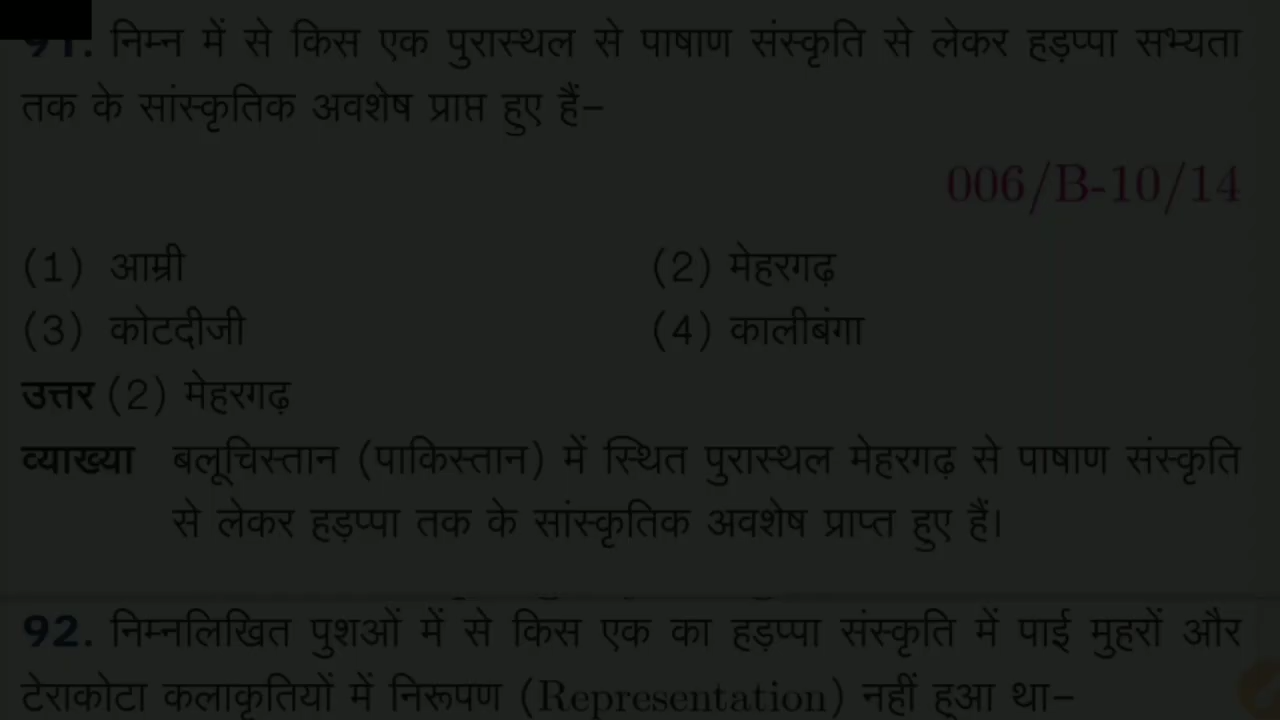 91. निम्न में से किस एक पुरास्थल से पाषाण संस्कृति से लेकर हड़प्पा सभ्यता
तक के सांस्कृतिक अवशेष प्राप्त हुए हैं–
006/B-10/14
(1) आम्री (2) मेहरगढ़
(3) कोटदीजी (4) कालीबंगा
उत्तर (2) मेहरगढ़
व्याख्या बलूचिस्तान (पाकिस्तान) में स्थित पुरास्थल मेहरगढ़ से पाषाण संस्कृति
से लेकर हड़प्पा तक के सांस्कृतिक अवशेष प्राप्त हुए हैं।
92. निम्नलिखित पुशओं में से किस एक का हड़प्पा संस्कृति में पाई मुहरों और
टेराकोटा कलाकृतियों में निरूपण (Representation) नहीं हुआ था–